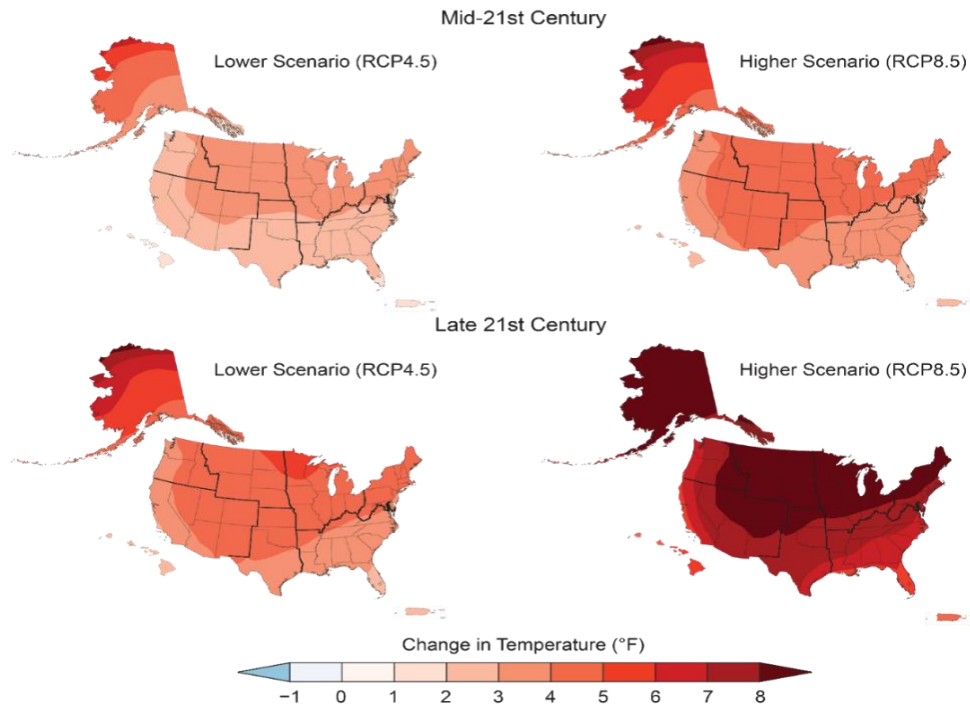 Mid-21st Century
Lower Scenario (RCP4.5)
Higher Scenario (RCP8.5)
Late 21st Century
Lower Scenario (RCP4.5)
Higher Scenario (RCP8.5)
Change in Temperature (°F)
−1 0 1 2 3 4 5 6 7 8